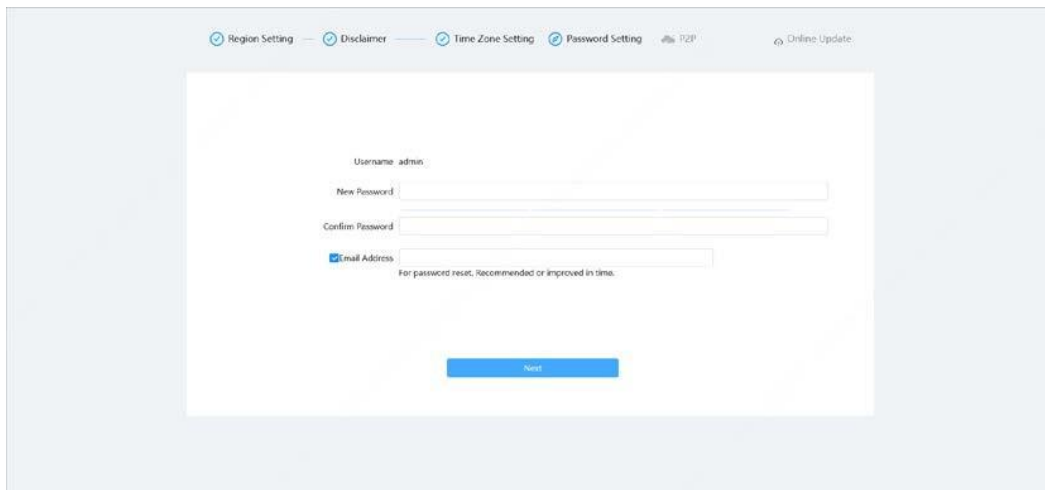 Region Setting Disclaimer Time Zone Setting Password Setting P2P Online Update
Username admin
New Password
Confirm Password
Email Address
For password reset. Recommended or improved in time.
Next